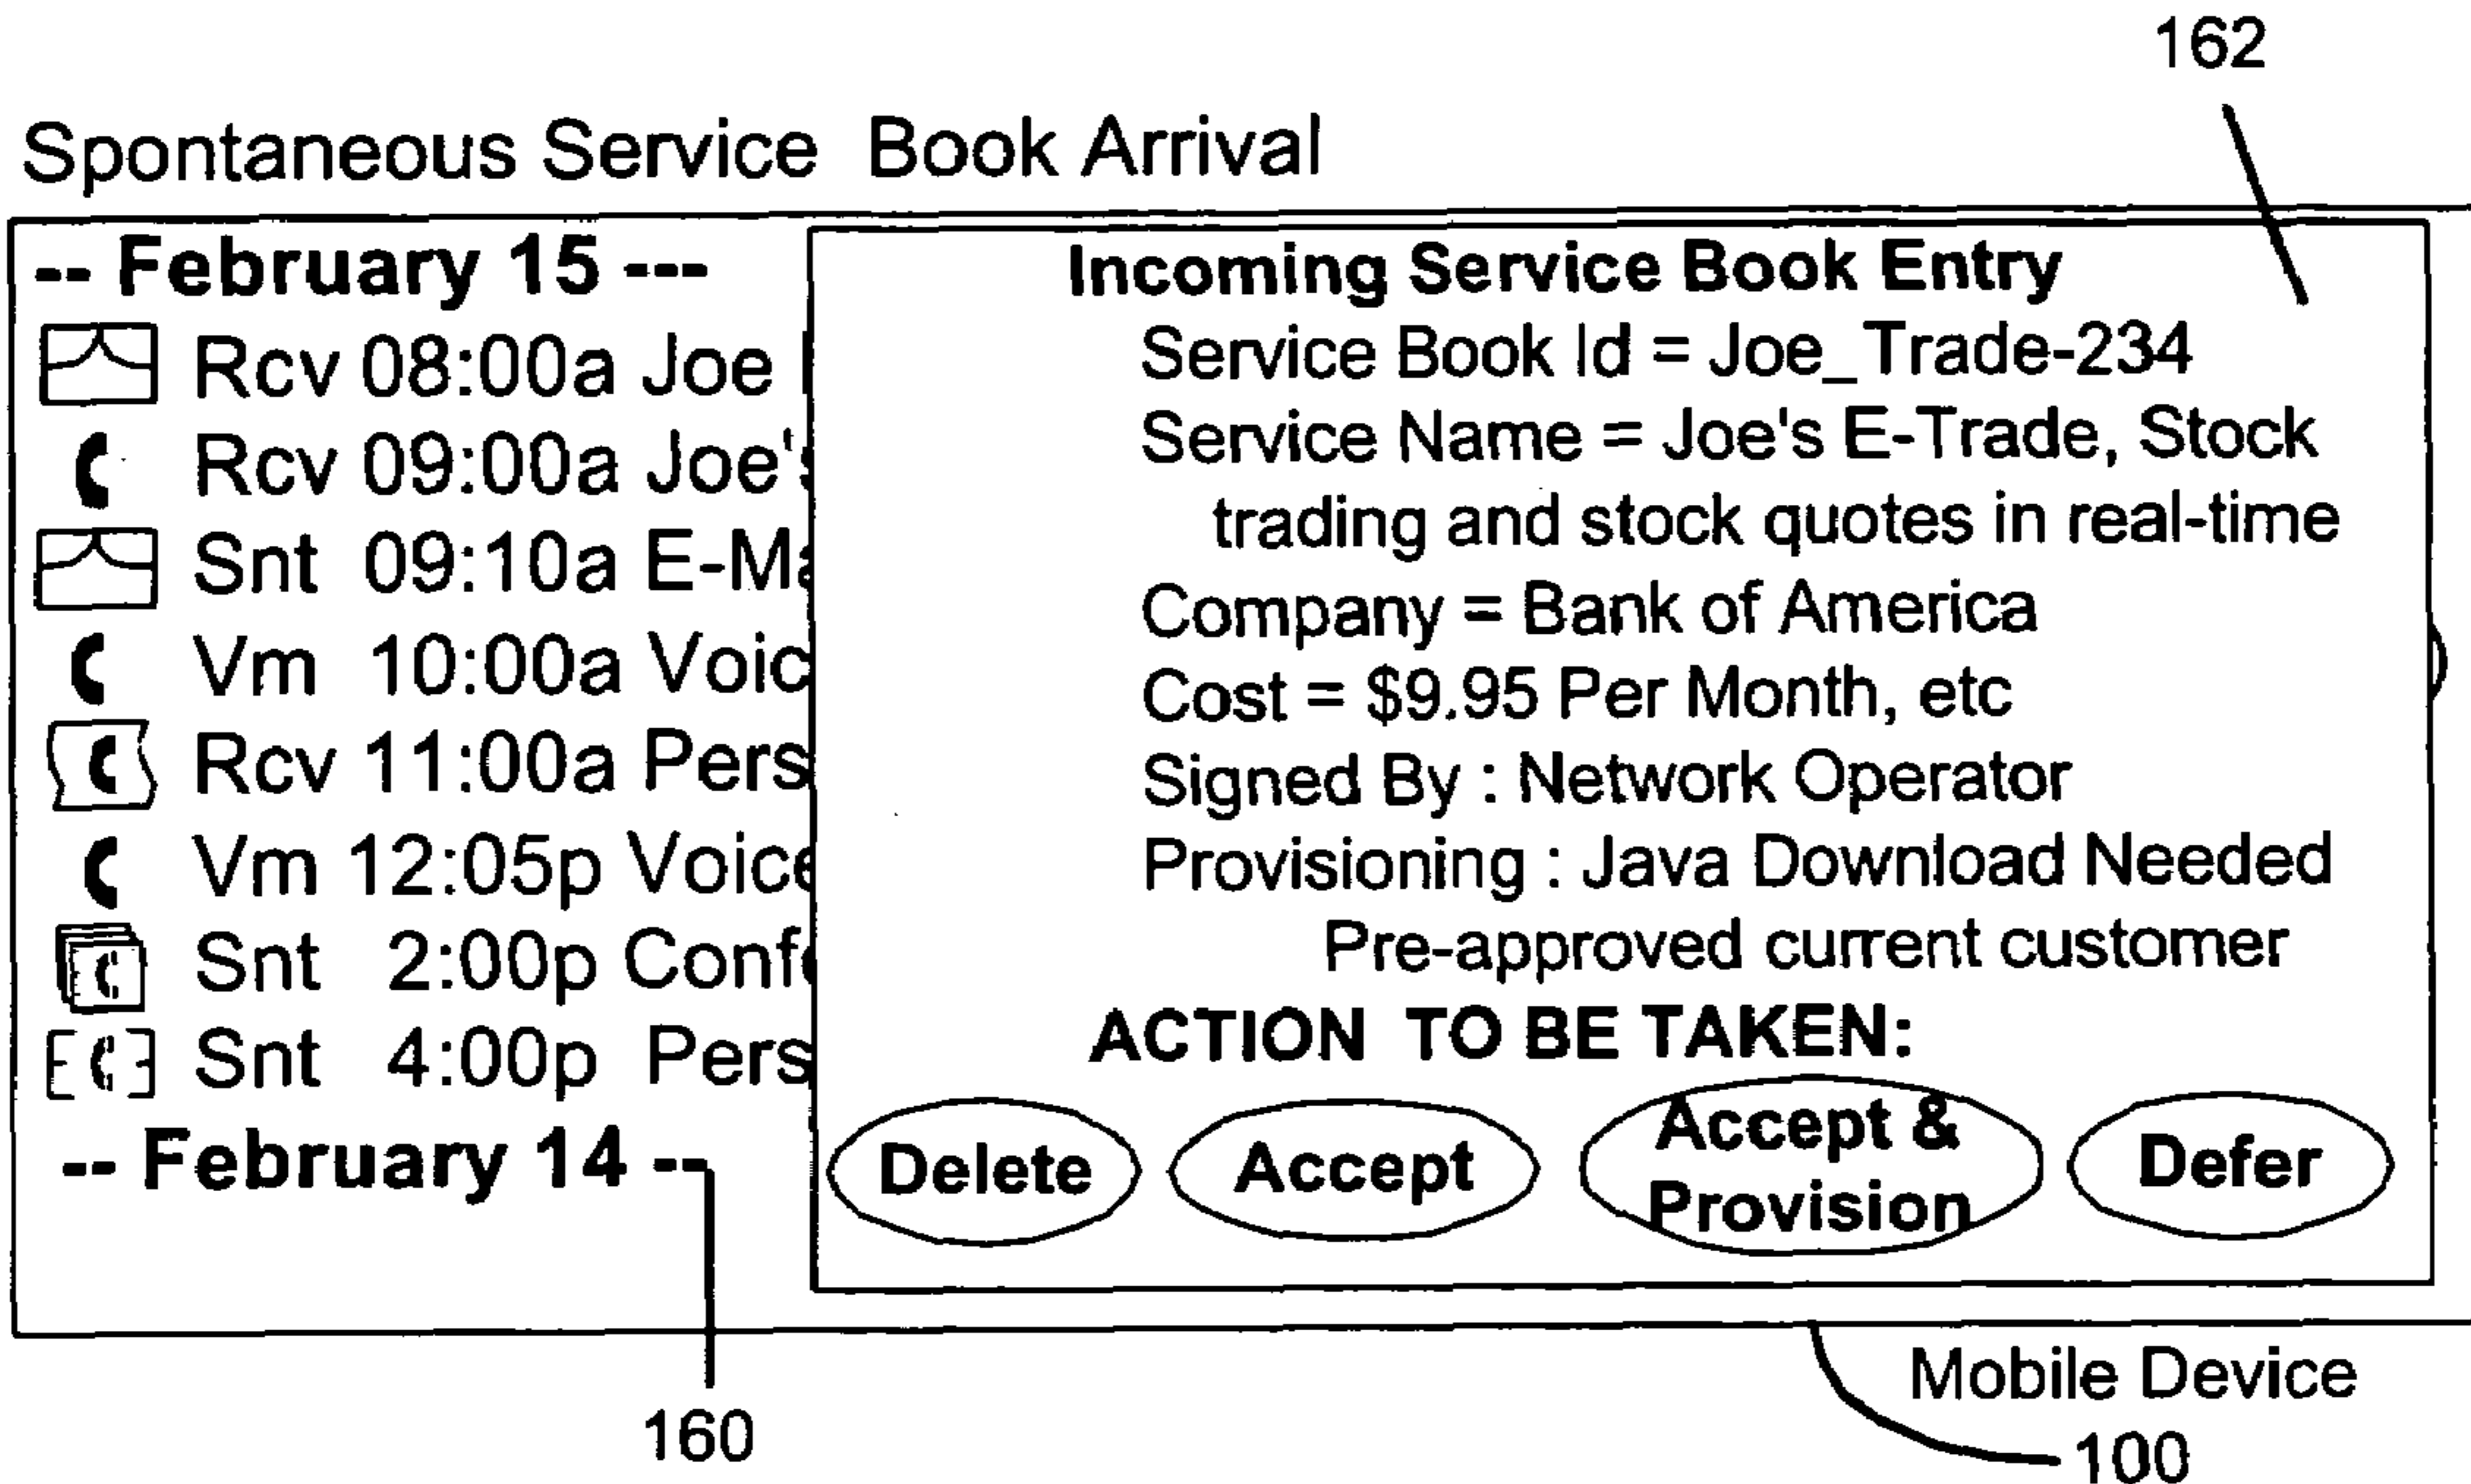 162
Spontaneous Service Book Arrival
-- February 15 ---
Rcv 08:00a Joe
Rcv 09:00a Joe's
Snt 09:10a E-Ma
Vm 10:00a Voic
Rcv 11:00a Pers
Vm 12:05p Voice
Snt 2:00p Confe
Snt 4:00p Pers
-- February 14 --
Incoming Service Book Entry
Service Book Id = Joe_Trade-234
Service Name = Joe's E-Trade, Stock
trading and stock quotes in real-time
Company = Bank of America
Cost = $9.95 Per Month, etc
Signed By : Network Operator
Provisioning : Java Download Needed
Pre-approved current customer
ACTION TO BE TAKEN:
Delete
Accept
Accept &
Provision
Defer
Mobile Device
160
100